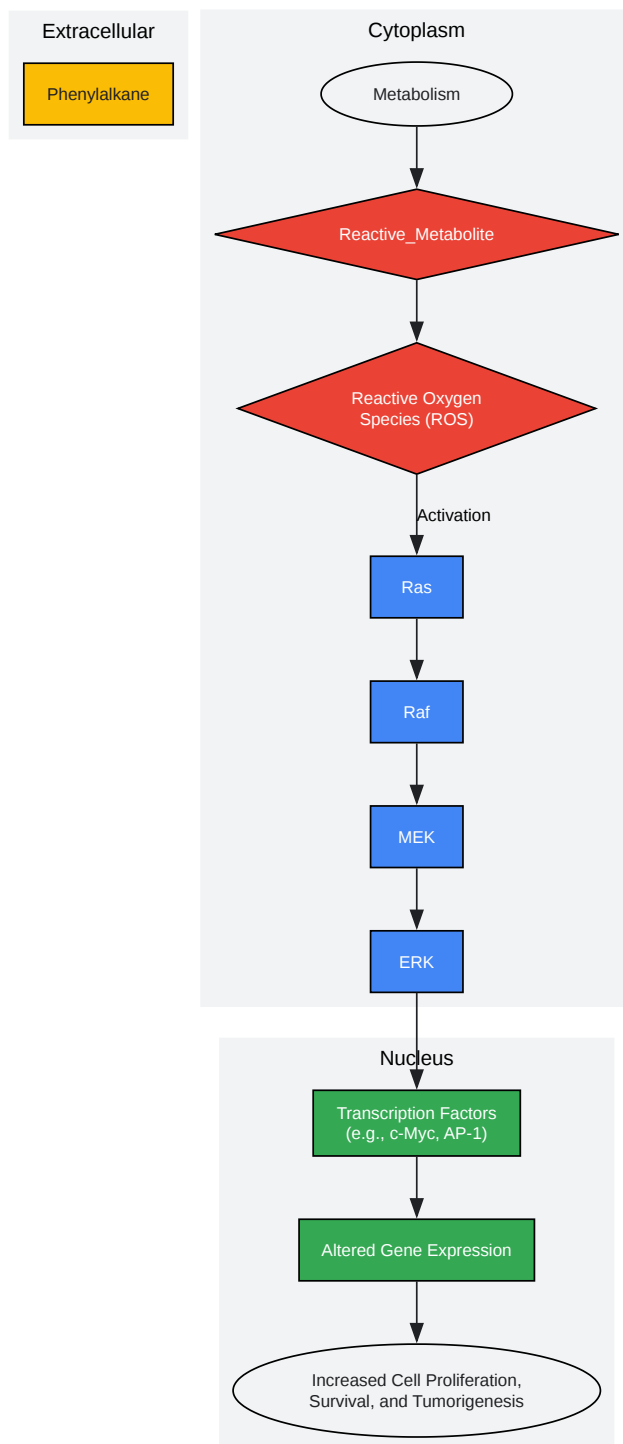 Extracellular
Phenylalkane
Cytoplasm
Metabolism
Reactive_Metabolite
Reactive Oxygen
Species (ROS)
Activation
Ras
Raf
MEK
ERK
Nucleus
Transcription Factors
(e.g., c-Myc, AP-1)
Altered Gene Expression
Increased Cell Proliferation,
Survival, and Tumorigenesis